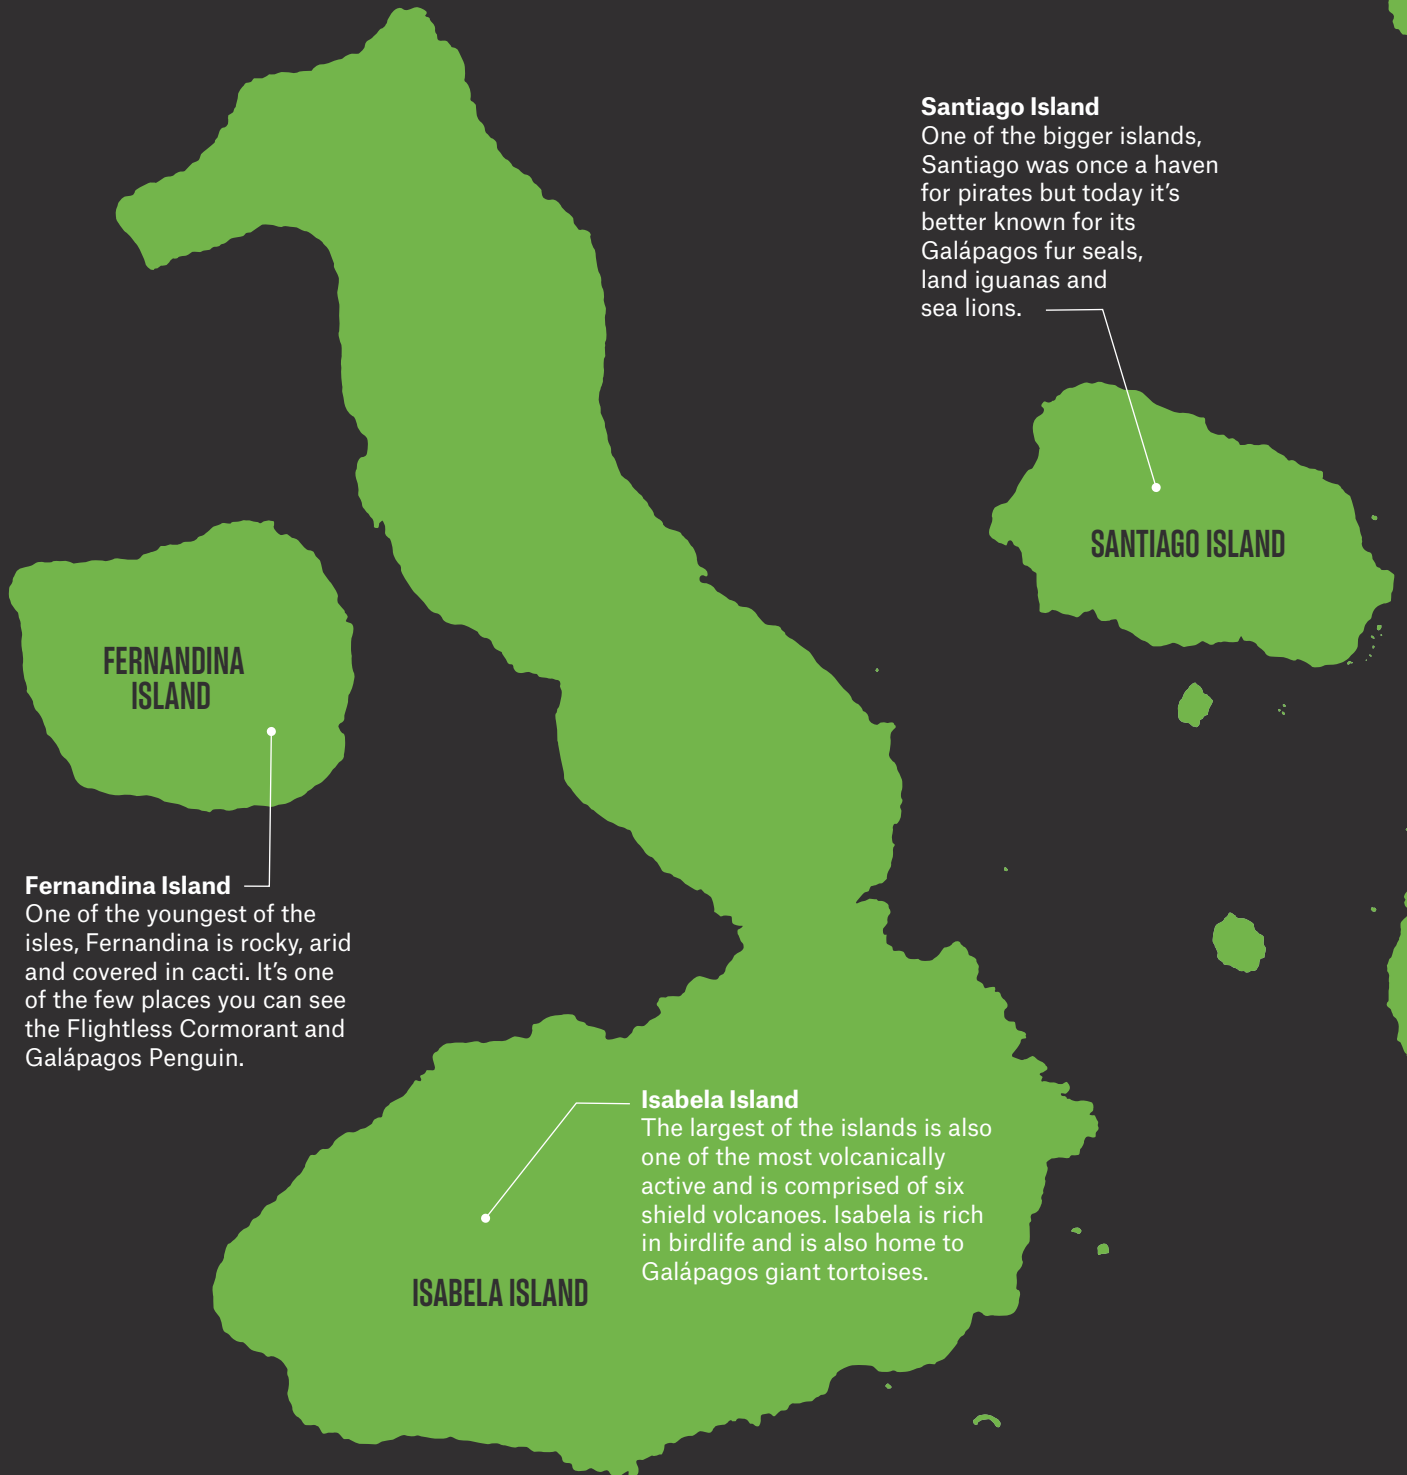 Santiago Island
One of the bigger islands,
Santiago was once a haven
for pirates but today it's
better known for its
Galápagos fur seals,
land iguanas and
sea lions.
SANTIAGO ISLAND
FERNANDINA
ISLAND
Fernandina Island
One of the youngest of the
isles, Fernandina is rocky, arid
and covered in cacti. It's one
of the few places you can see
the Flightless Cormorant and
Galápagos Penguin.
Isabela Island
The largest of the islands is also
one of the most volcanically
active and is comprised of six
shield volcanoes. Isabela is rich
in birdlife and is also home to
Galápagos giant tortoises.
ISABELA ISLAND